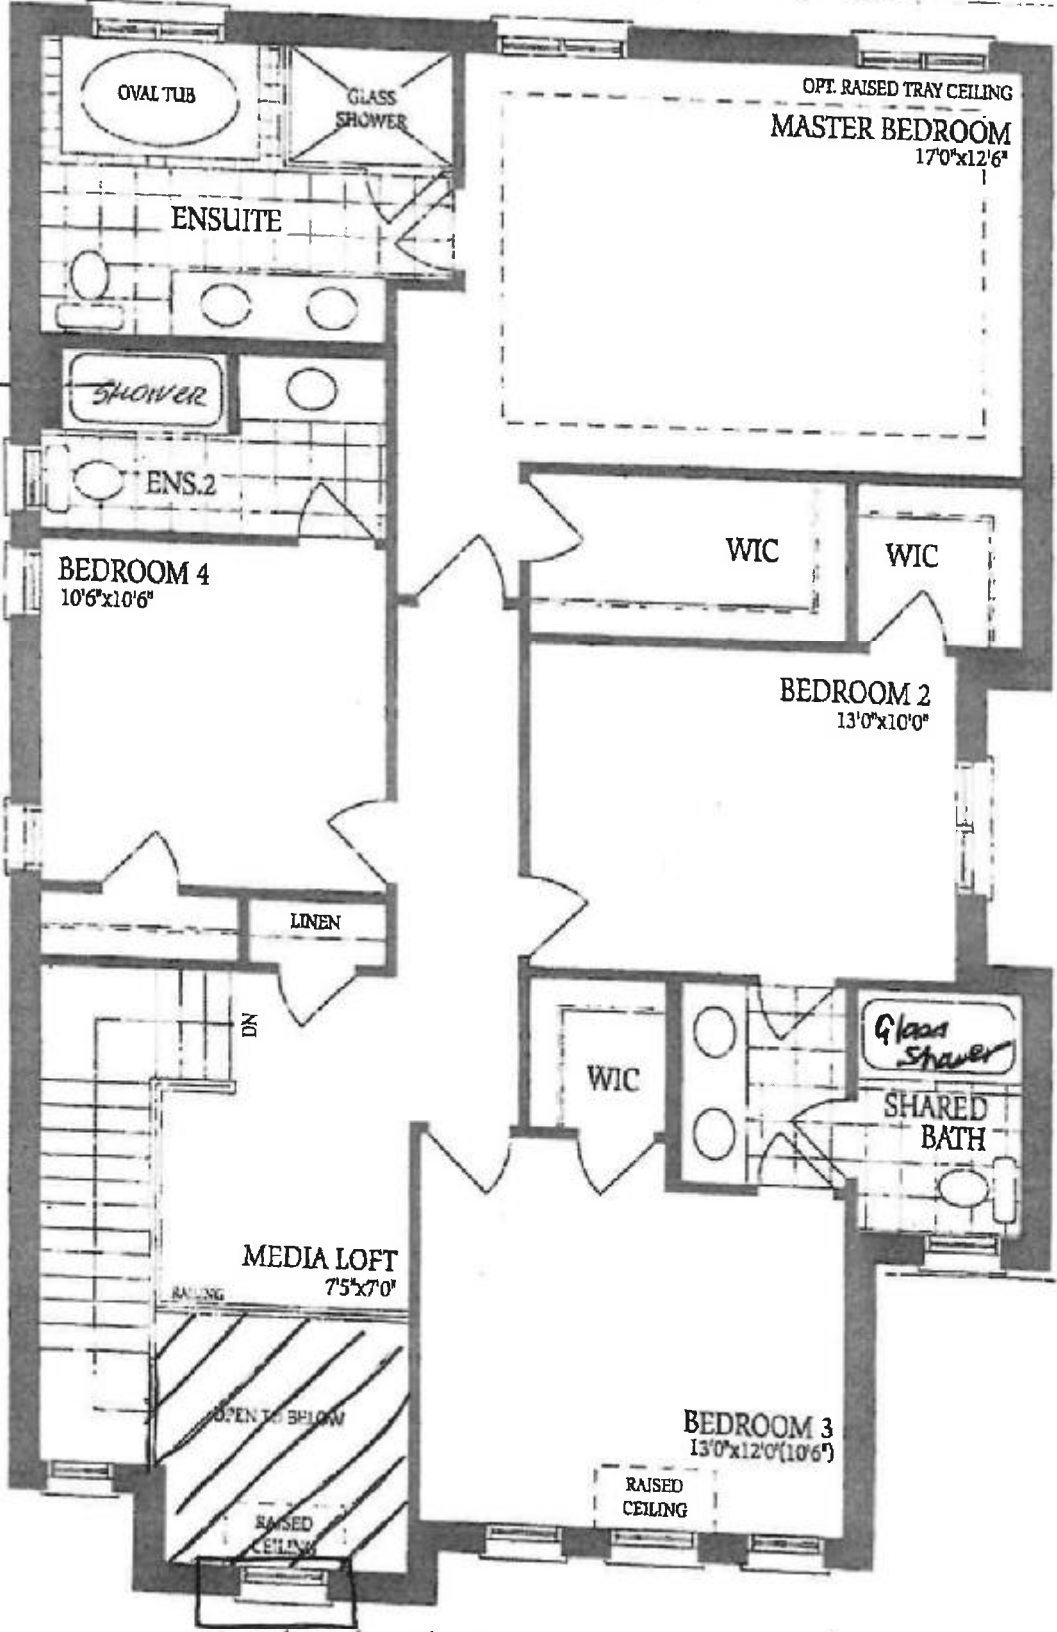 OVAL TUB
GLASS
SHOWER
OPT. RAISED TRAY CEILING
MASTER BEDROOM
17'0"x12'6"
ENSUITE
SHOWER
ENS.2
WIC
WIC
BEDROOM 4
10'6"x10'6"
BEDROOM 2
13'0"x10'0"
LINEN
DN
WIC
Glass
Shower
SHARED
BATH
MEDIA LOFT
7'5"x7'0"
RAILING
OPEN TO BELOW
BEDROOM 3
13'0"x12'0"(10'6")
RAISED
CEILING
RAISED
CEILING